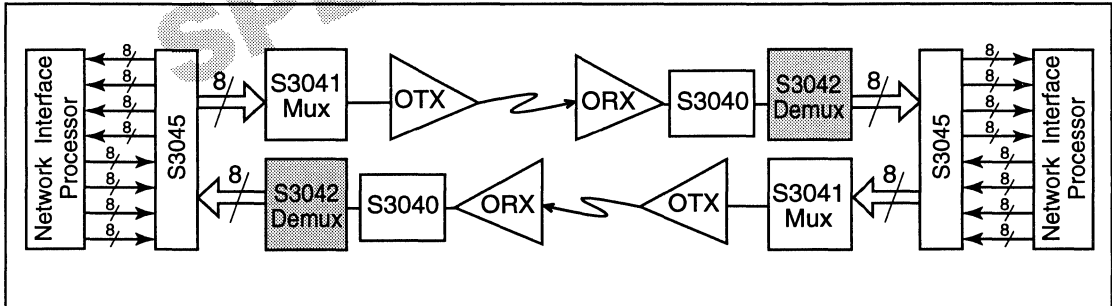 Network Interface
Processor
8
8
8
8
8
8
8
8
S3045
8
S3041
Mux
OTX
ORX
S3040
S3042
Demux
8
S3045
8
8
8
8
8
8
8
8
Network Interface
Processor
8
S3042
Demux
S3040
ORX
OTX
S3041
Mux
8